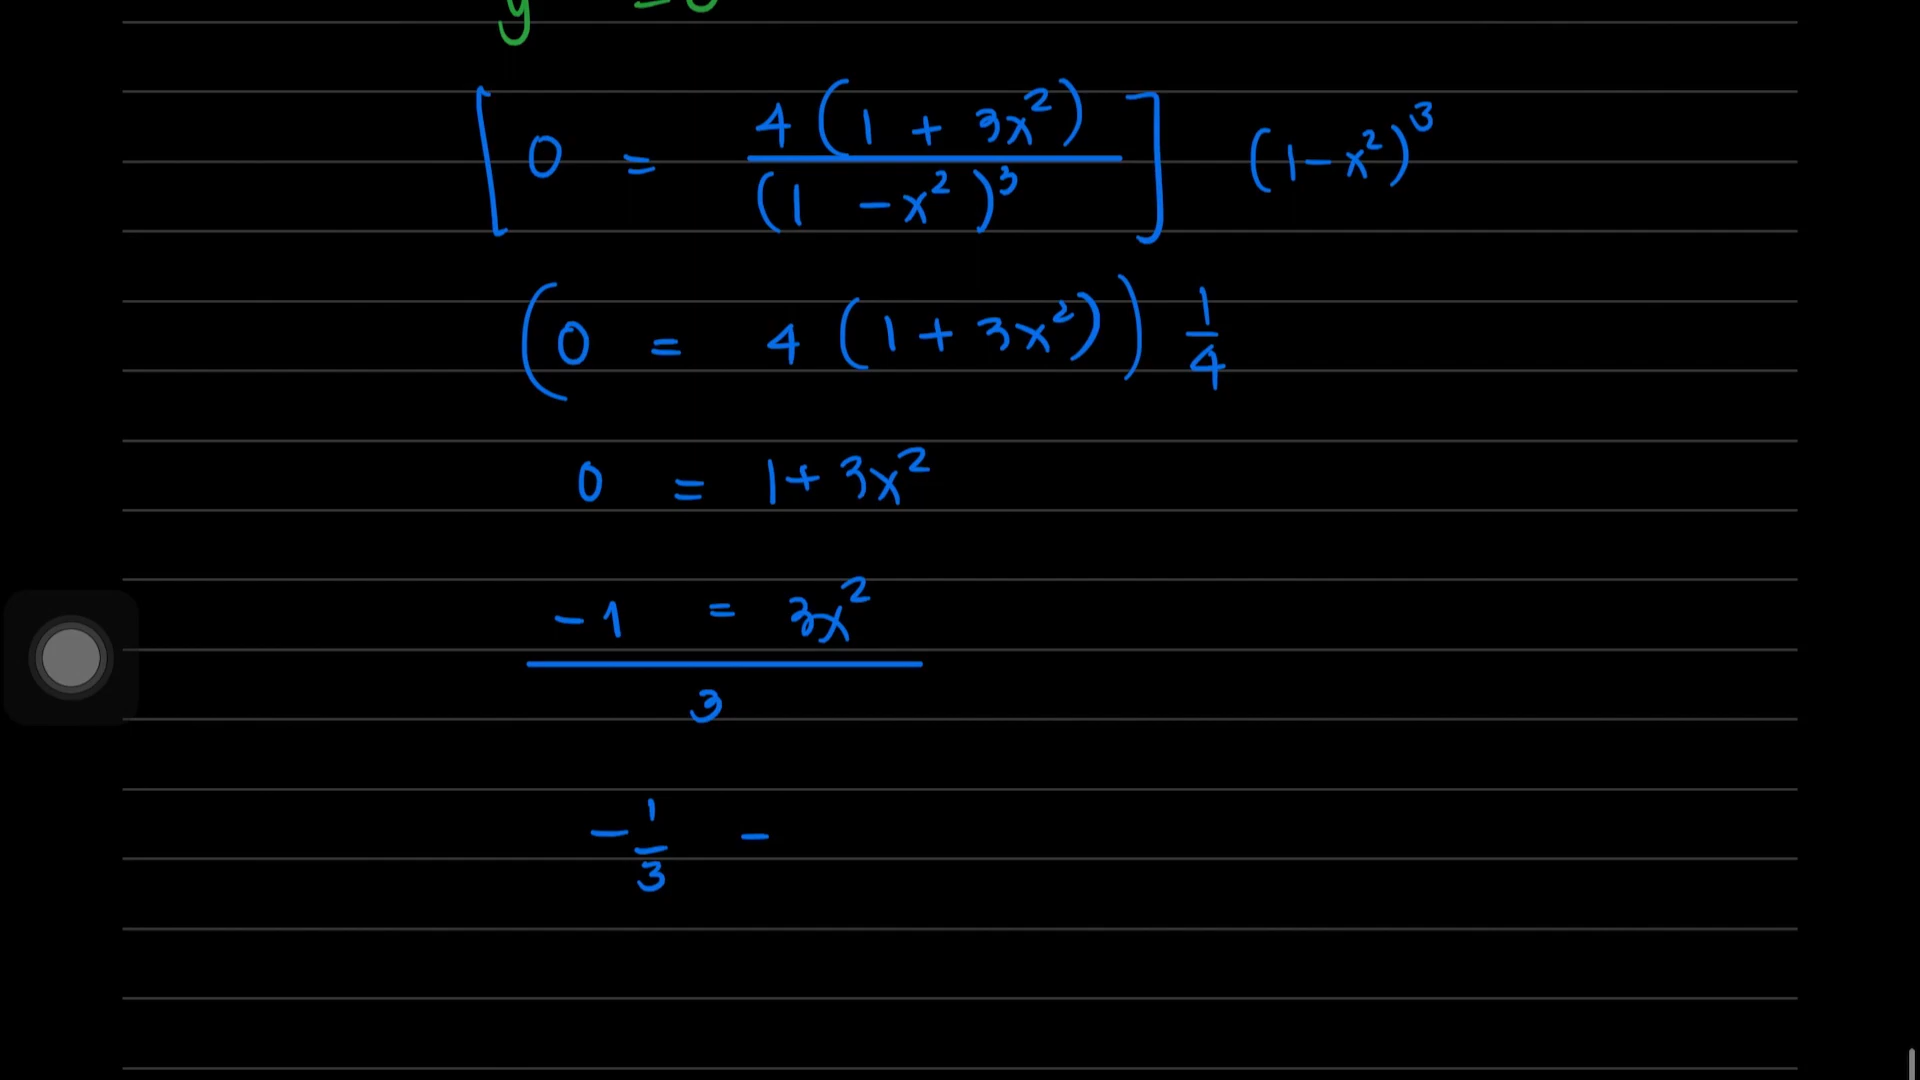 y = 0
[ 0 = 4(1 + 3x²) / (1 - x²)³ ] (1 - x²)³
( 0 = 4 (1 + 3x²) ) 1/4
0 = 1 + 3x²
-1 = 3x²
3
- 1/3 -